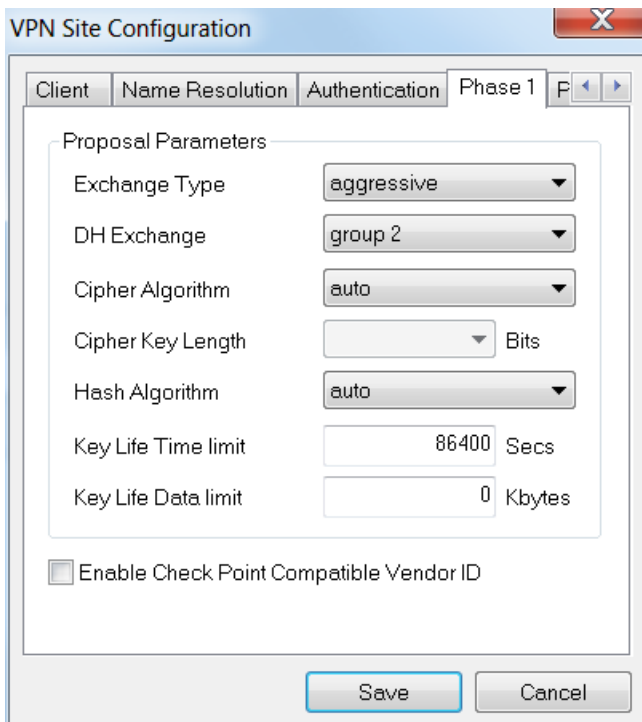 VPN Site Configuration
Client Name Resolution Authentication Phase 1 P
Proposal Parameters
Exchange Type aggressive
DH Exchange group 2
Cipher Algorithm auto
Cipher Key Length Bits
Hash Algorithm auto
Key Life Time limit 86400 Secs
Key Life Data limit 0 Kbytes
Enable Check Point Compatible Vendor ID
Save Cancel